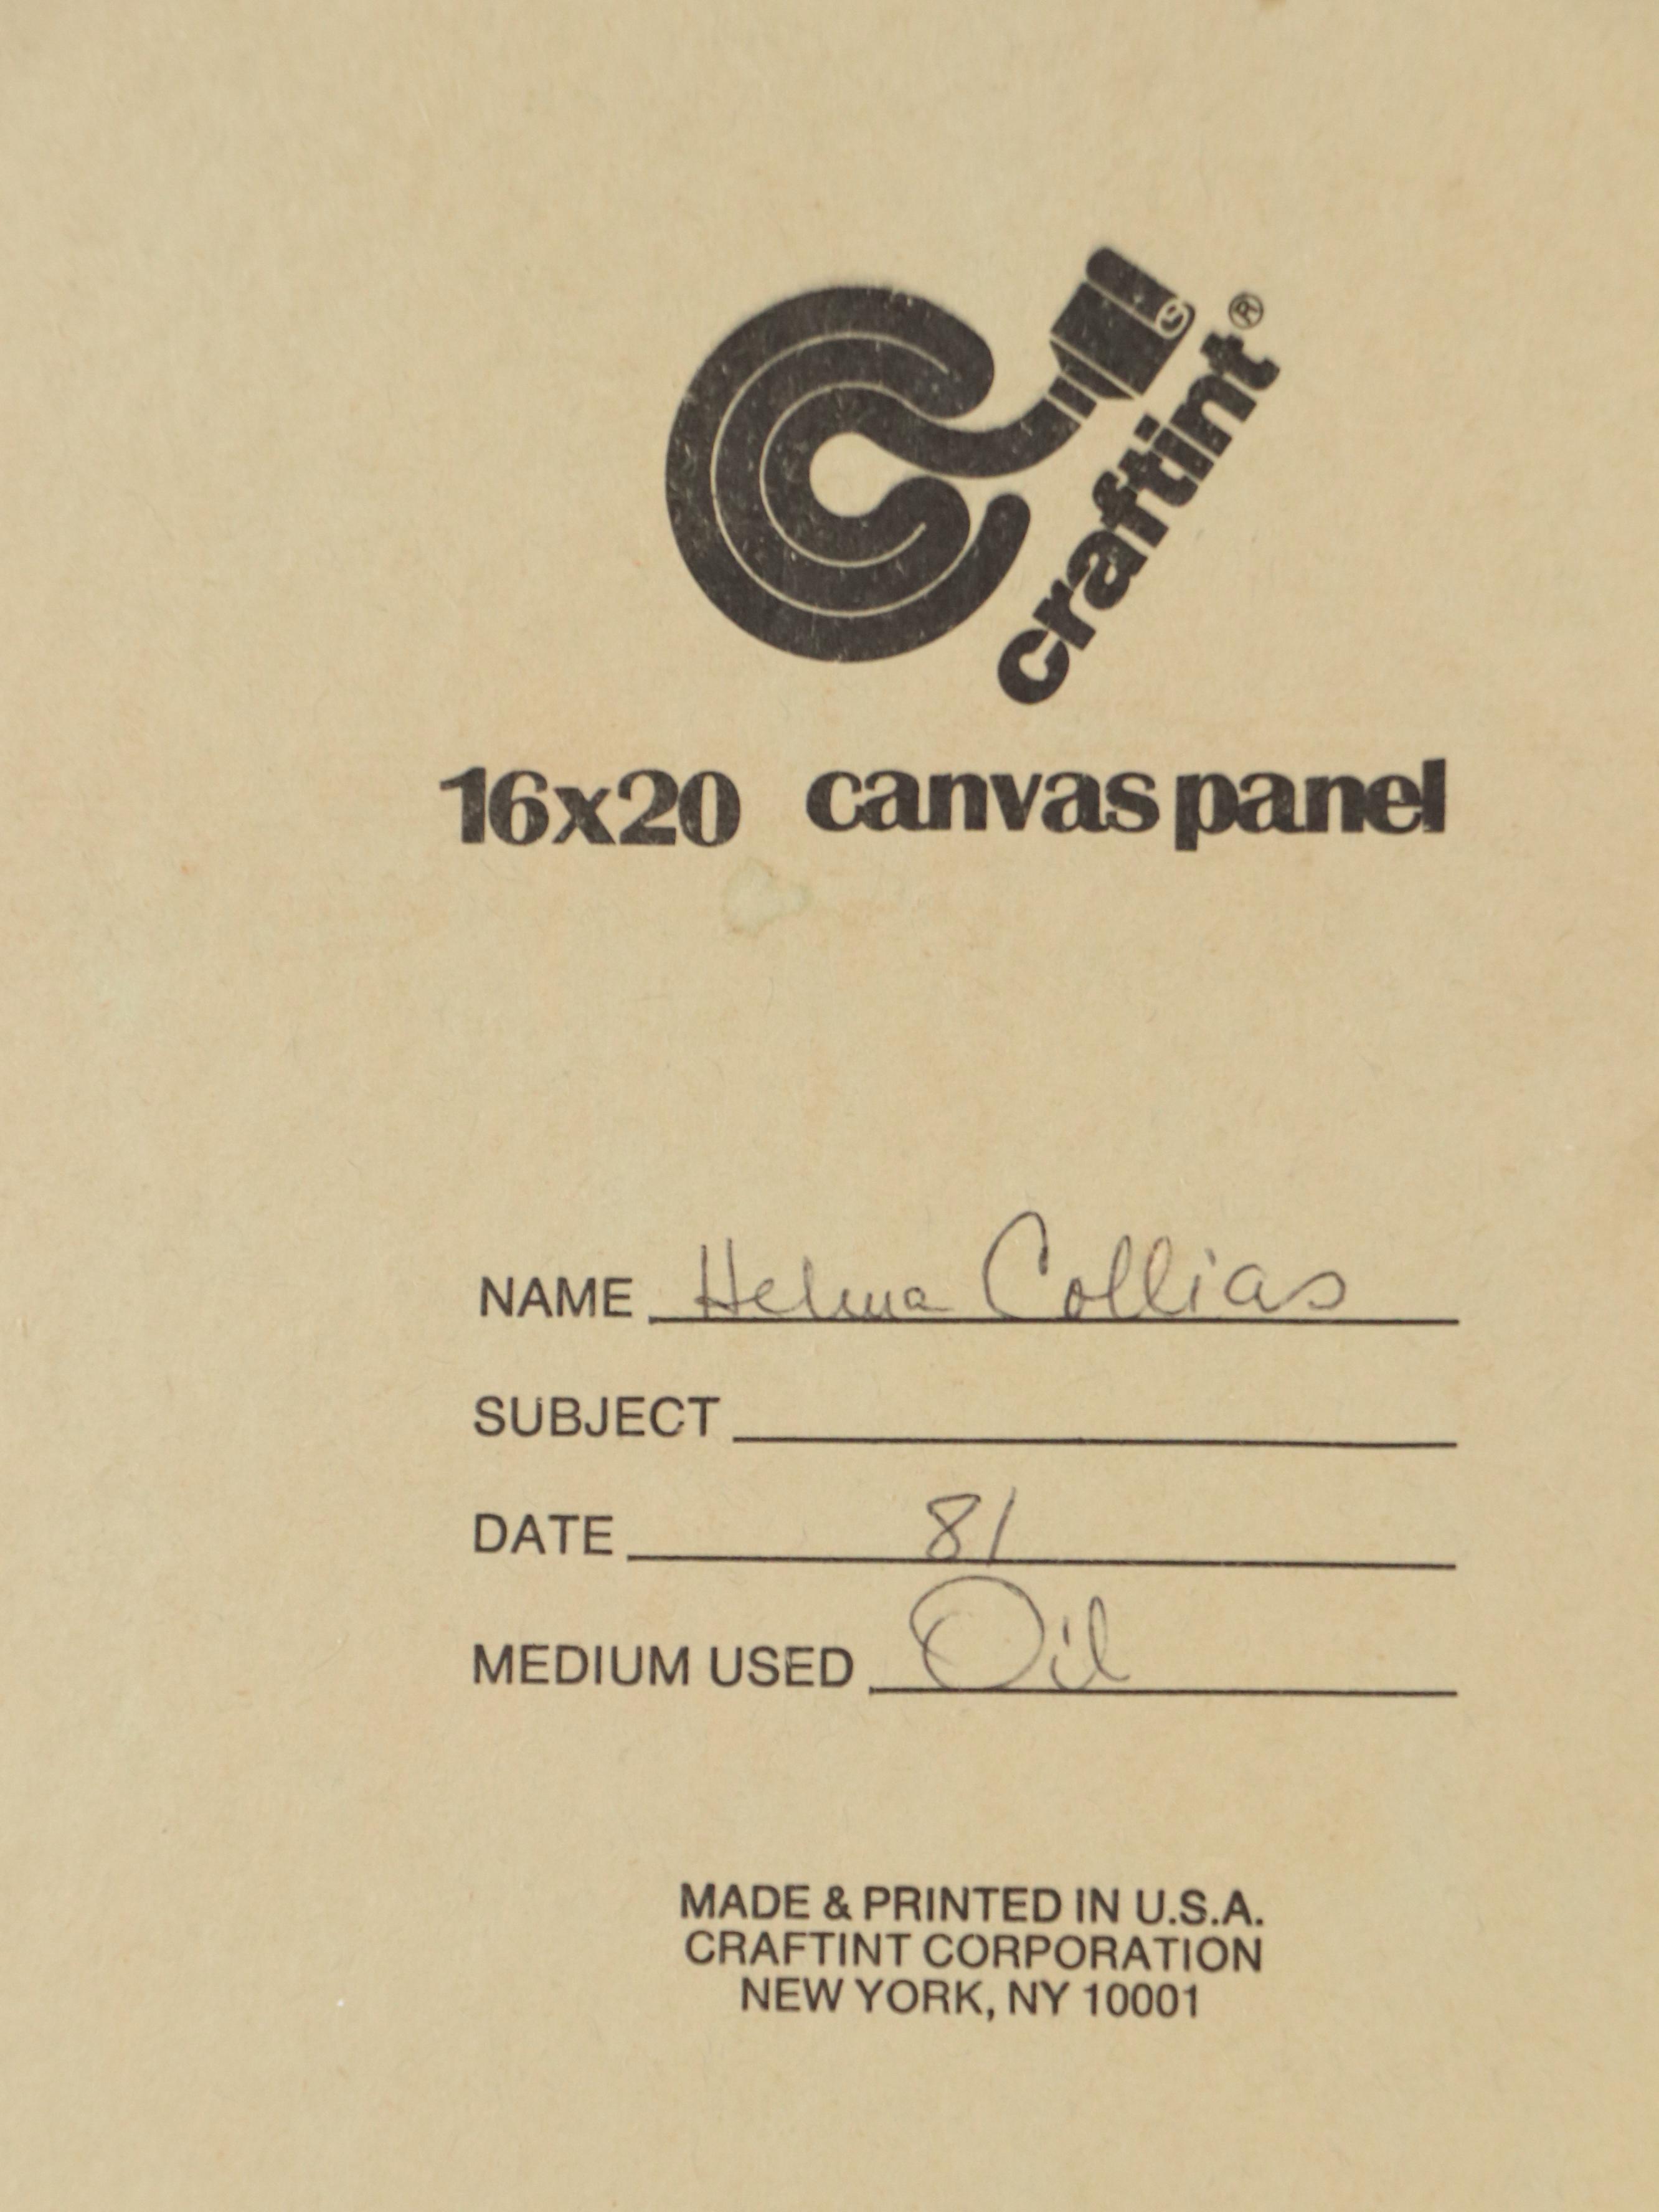 craftint®
16x20 canvas panel
NAME Helma Collias
SUBJECT
DATE 81
MEDIUM USED Oil
MADE & PRINTED IN U.S.A.
CRAFTINT CORPORATION
NEW YORK, NY 10001